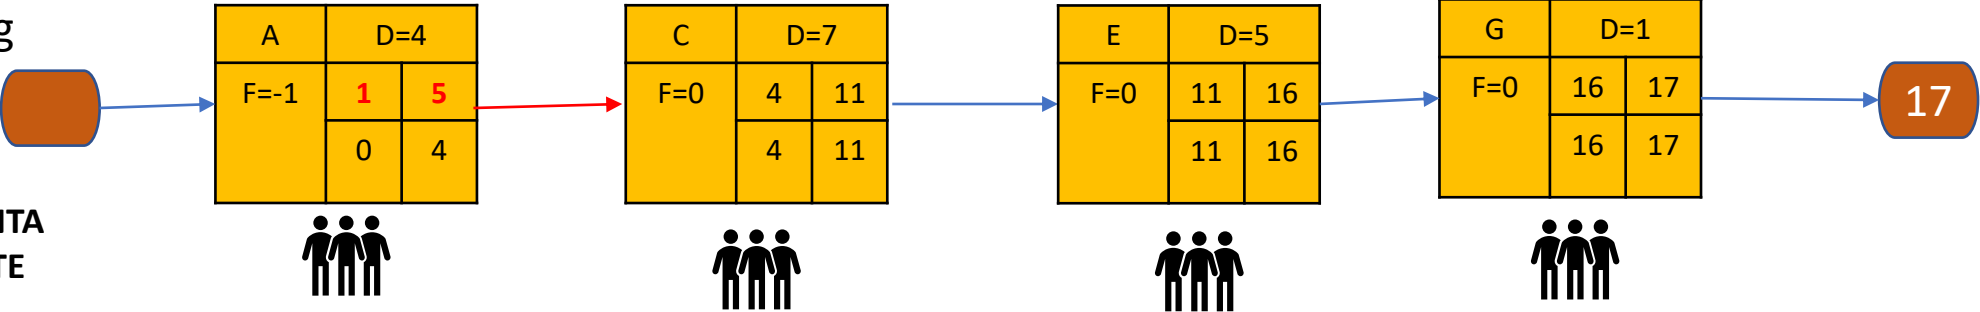 g
A D=4
F=-1 1 5
0 4
C D=7
F=0 4 11
4 11
E D=5
F=0 11 16
11 16
G D=1
F=0 16 17
16 17
17
ITA
TE